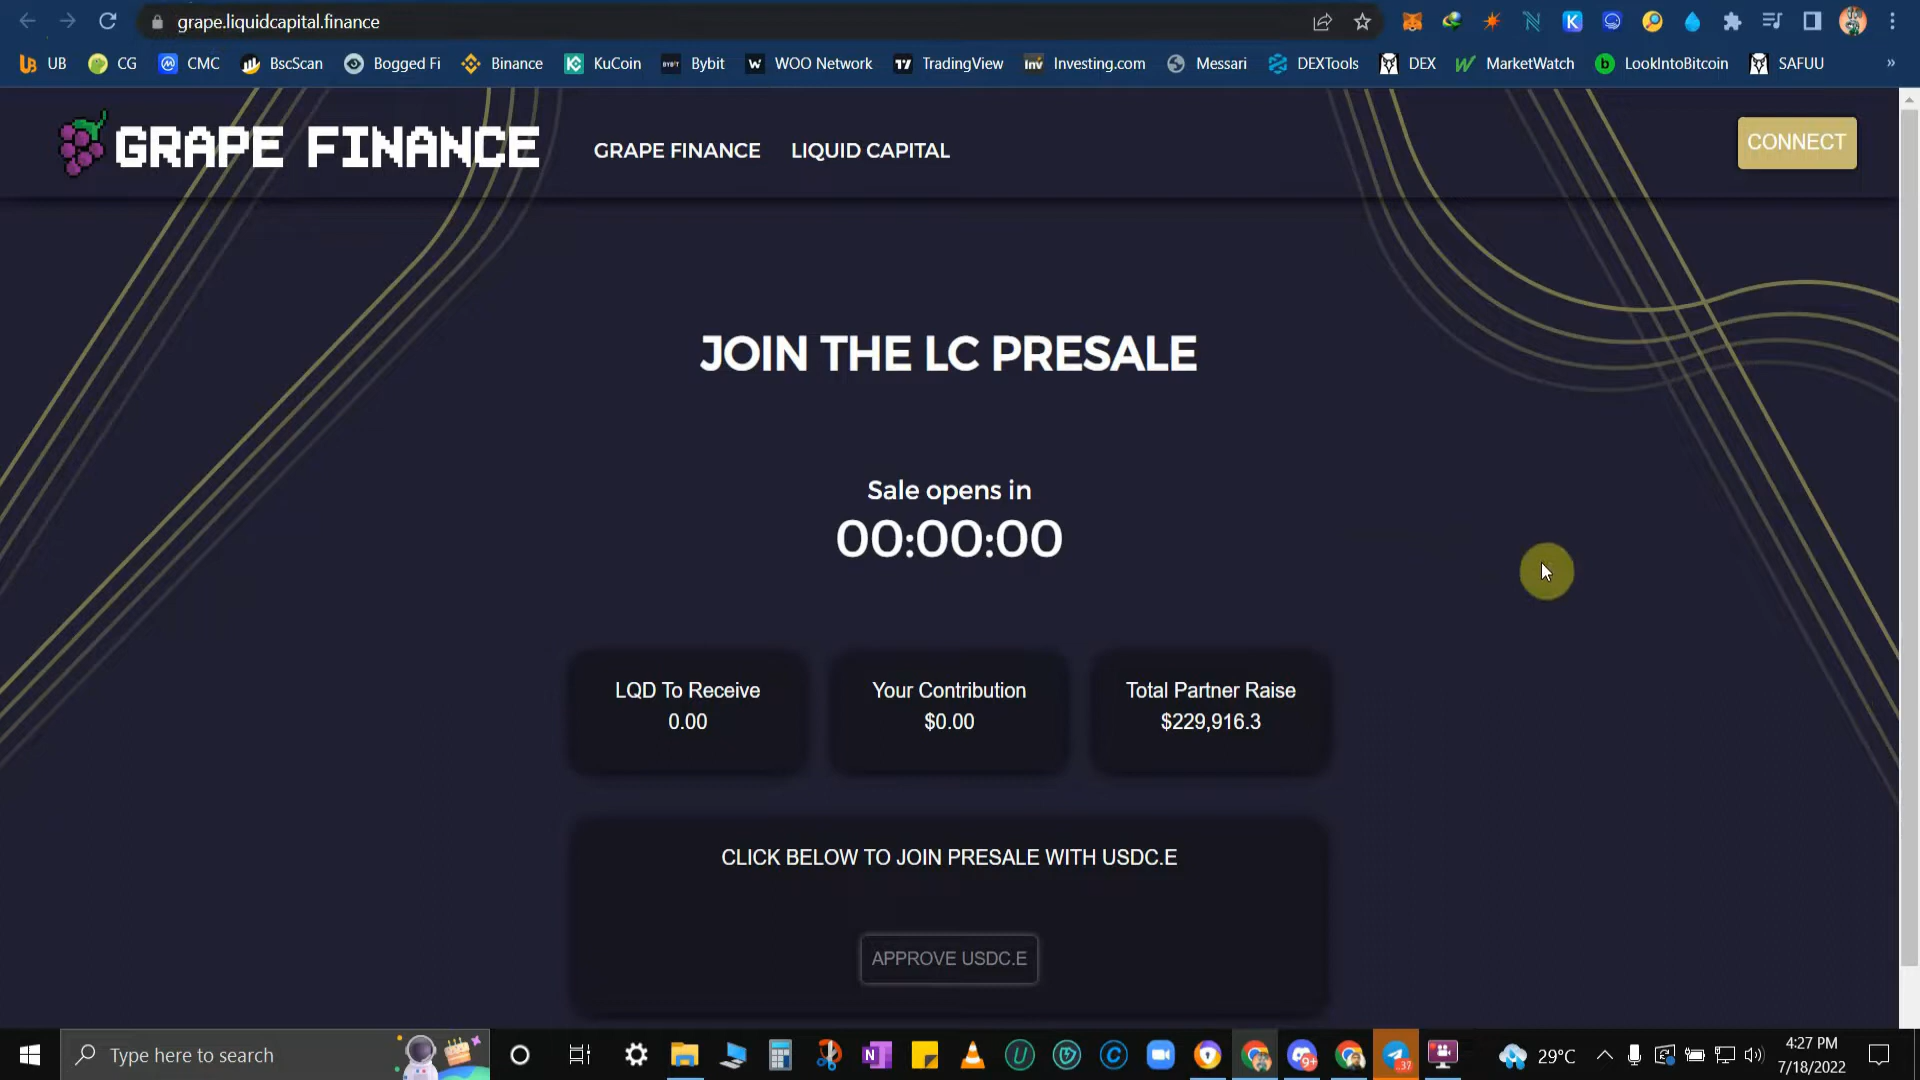 grape.liquidcapital.finance
UB CG CMC BscScan Bogged Fi Binance KuCoin Bybit WOO Network TradingView Investing.com Messari DEXTools DEX MarketWatch LookIntoBitcoin SAFUU »
GRAPE FINANCE GRAPE FINANCE LIQUID CAPITAL CONNECT
JOIN THE LC PRESALE
Sale opens in
00:00:00
LQD To Receive Your Contribution Total Partner Raise
0.00 $0.00 $229,916.3
CLICK BELOW TO JOIN PRESALE WITH USDC.E
APPROVE USDC.E
Type here to search 29°C 4:27 PM
7/18/2022